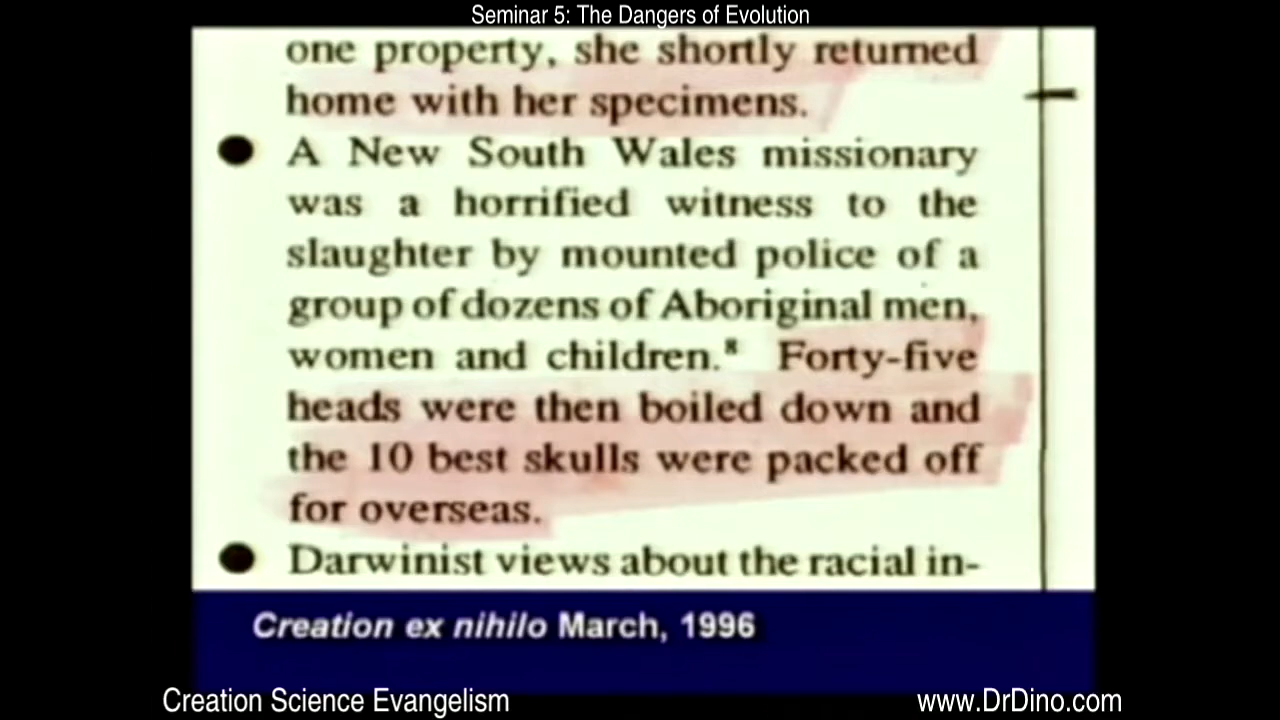 Seminar 5: The Dangers of Evolution
one property, she shortly returned
home with her specimens.
● A New South Wales missionary
was a horrified witness to the
slaughter by mounted police of a
group of dozens of Aboriginal men,
women and children.⁸ Forty-five
heads were then boiled down and
the 10 best skulls were packed off
for overseas.
● Darwinist views about the racial in-
Creation ex nihilo March, 1996
Creation Science Evangelism
www.DrDino.com